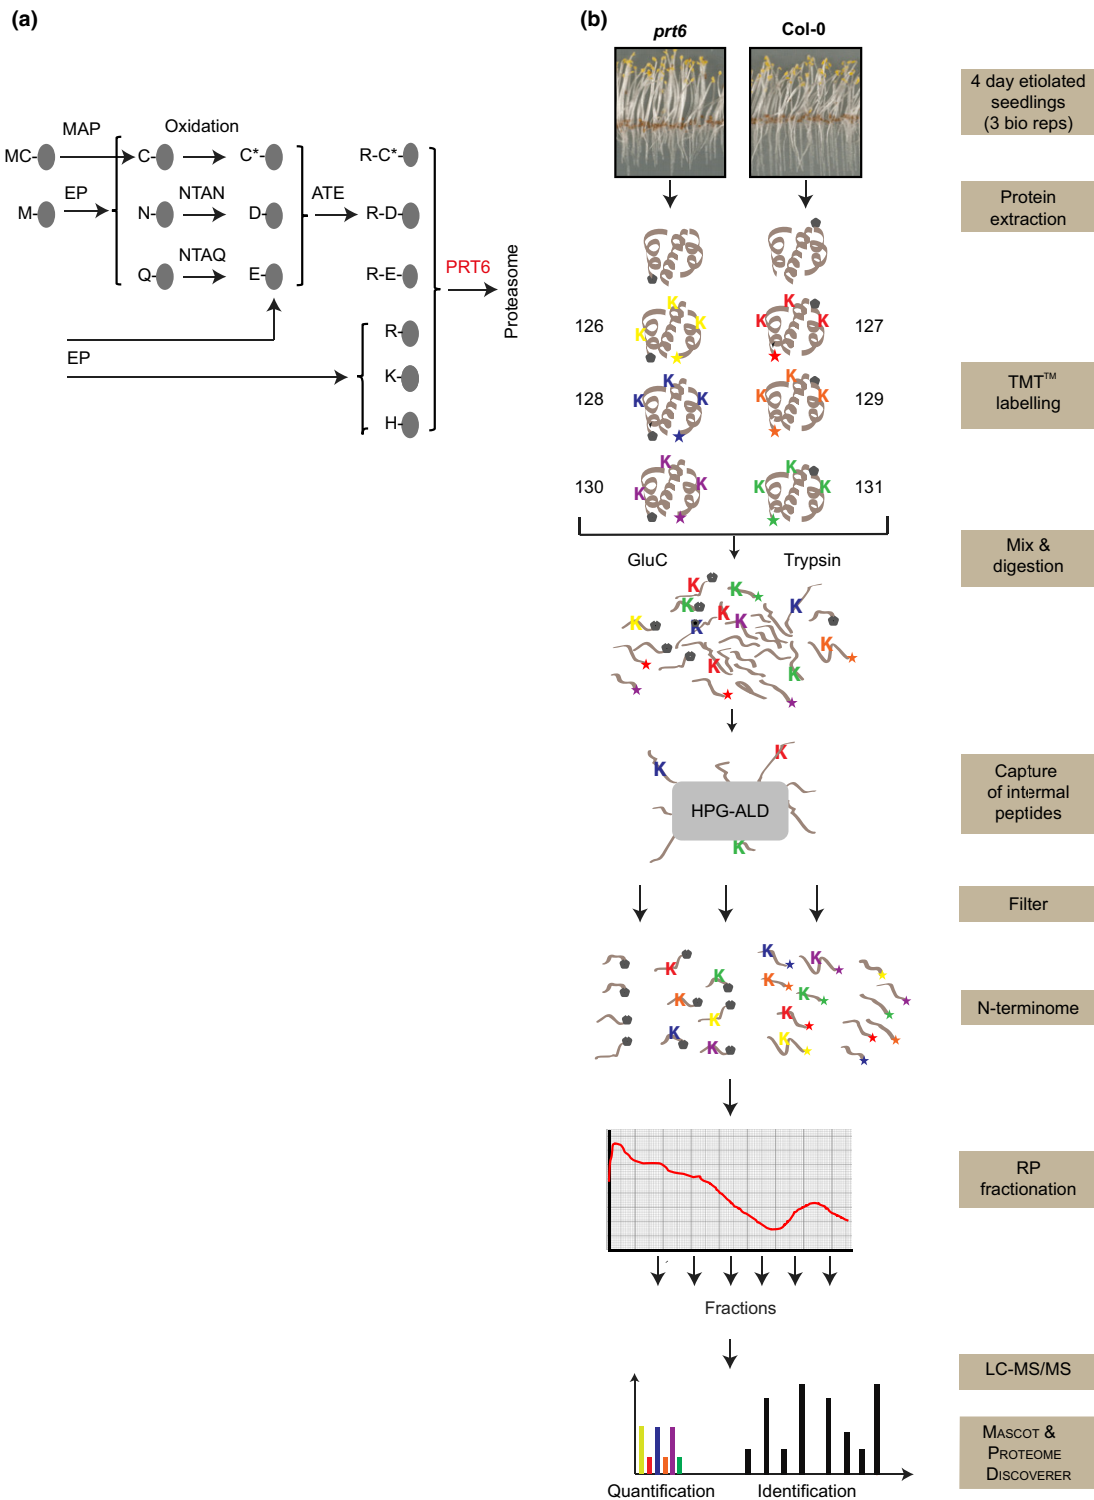 (a)
MAP
Oxidation
MC-
C-
C*-
R-C*-
EP
NTAN
ATE
M-
N-
D-
R-D-
NTAQ
PRT6
Q-
E-
R-E-
Proteasome
R-
EP
K-
H-
(b)
prt6
Col-0
4 day etiolated
seedlings
(3 bio reps)
Protein
extraction
K
K
K
K
K
K
126
127
K
K
K
K
K
K
128
129
TMT™
labelling
K
K
K
K
K
K
130
131
GluC
Trypsin
Mix &
digestion
K
K
K
K
K
K
K
K
K
K
K
K
K
K
HPG-ALD
K
Capture
of internal
peptides
Filter
K
K
K
K
K
K
K
K
K
K
K
K
N-terminome
RP
fractionation
Fractions
LC-MS/MS
Quantification
Identification
MASCOT &
PROTEOME
DISCOVERER